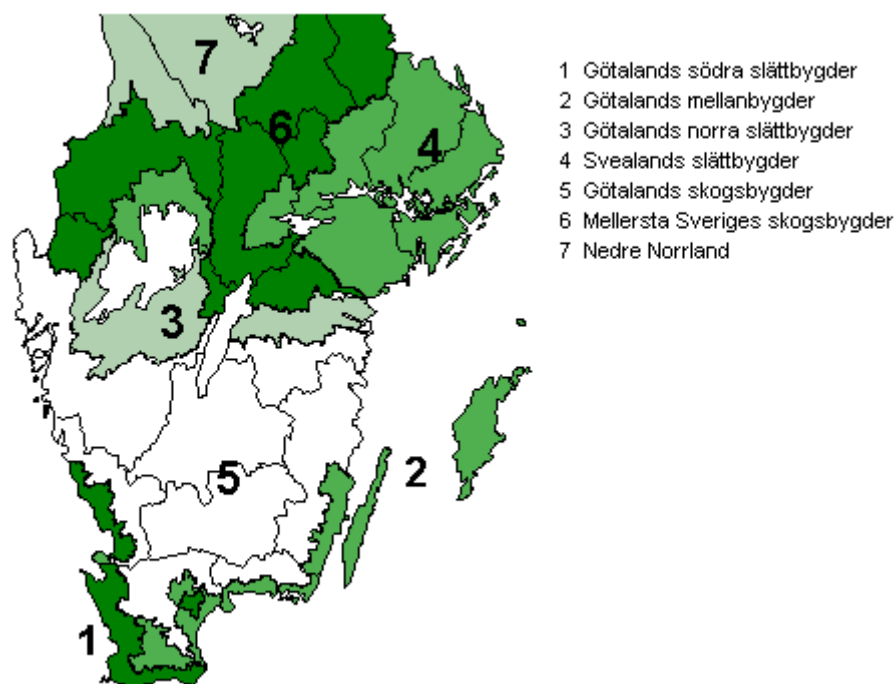 7
6
4
3
5
2
1
1 Götalands södra slättbygder
2 Götalands mellanbygder
3 Götalands norra slättbygder
4 Svealands slättbygder
5 Götalands skogsbygder
6 Mellersta Sveriges skogsbygder
7 Nedre Norrland